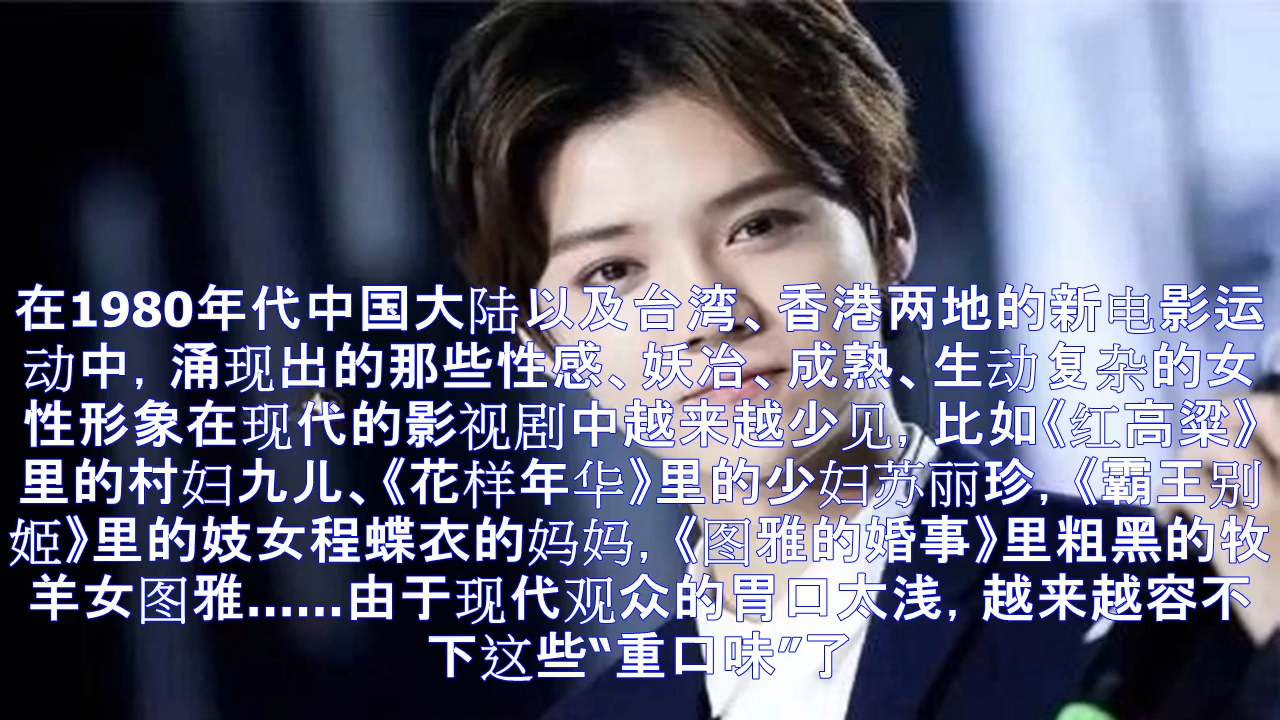 在1980年代中国大陆以及台湾、香港两地的新电影运
动中, 涌现出的那些性感、妖冶、成熟、生动复杂的女
性形象在现代的影视剧中越来越少见, 比如《红高粱》
里的村妇九儿、《花样年华》里的少妇苏丽珍, 《霸王别
姬》里的妓女程蝶衣的妈妈, 《图雅的婚事》里粗黑的牧
羊女图雅......由于现代观众的胃口太浅, 越来越容不
下这些“重口味”了